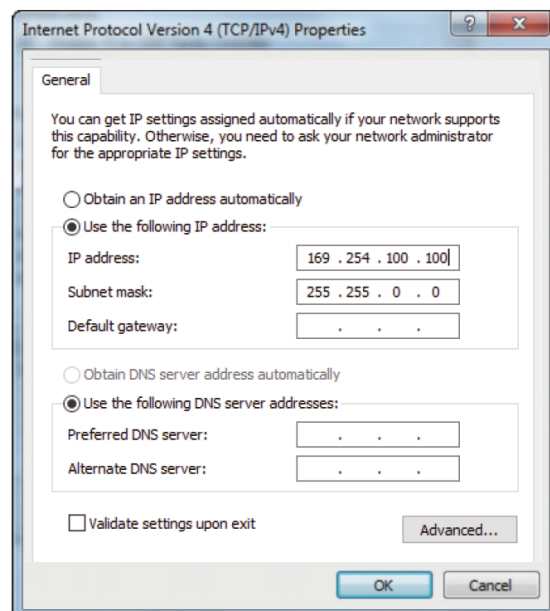 Internet Protocol Version 4 (TCP/IPv4) Properties
? X
General
You can get IP settings assigned automatically if your network supports
this capability. Otherwise, you need to ask your network administrator
for the appropriate IP settings.
Obtain an IP address automatically
Use the following IP address:
IP address: 169 . 254 . 100 . 100
Subnet mask: 255 . 255 . 0 . 0
Default gateway: . . .
Obtain DNS server address automatically
Use the following DNS server addresses:
Preferred DNS server: . . .
Alternate DNS server: . . .
Validate settings upon exit
Advanced...
OK Cancel